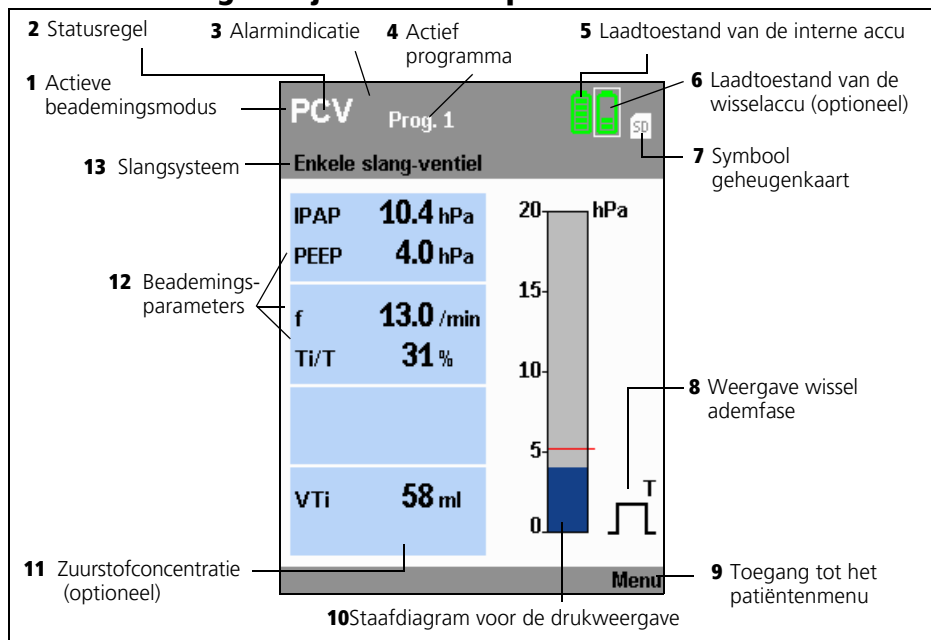 2 Statusregel
3 Alarmindicatie
4 Actief
programma
5 Laadtoestand van de interne accu
1 Actieve
beademingsmodus
6 Laadtoestand van de
wisselaccu (optioneel)
PCV
Prog. 1
SD
13 Slangsysteem
Enkele slang-ventiel
7 Symbool
geheugenkaart
IPAP 10.4 hPa
PEEP 4.0 hPa
20 hPa
12 Beademings-
parameters
15
f 13.0 /min
Ti/T 31 %
10
8 Weergave wissel
ademfase
5
T
VTi 58 ml
0
11 Zuurstofconcentratie
(optioneel)
Menu
9 Toegang tot het
patiëntenmenu
10Staafdiagram voor de drukweergave